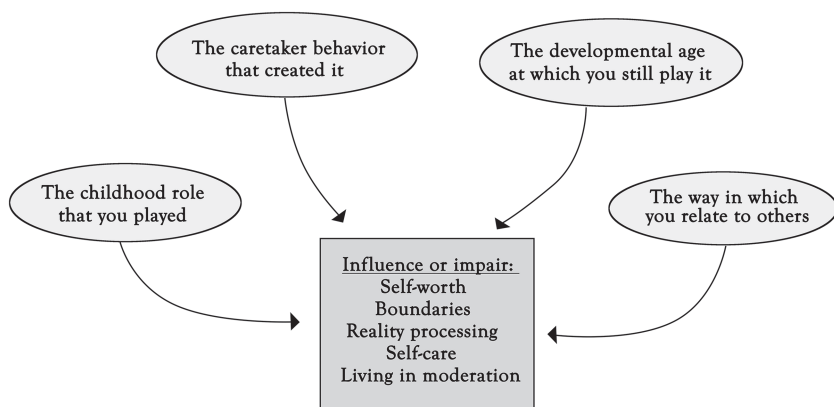 The caretaker behavior
that created it
The developmental age
at which you still play it
The childhood role
that you played
The way in which
you relate to others
Influence or impair:
Self-worth
Boundaries
Reality processing
Self-care
Living in moderation